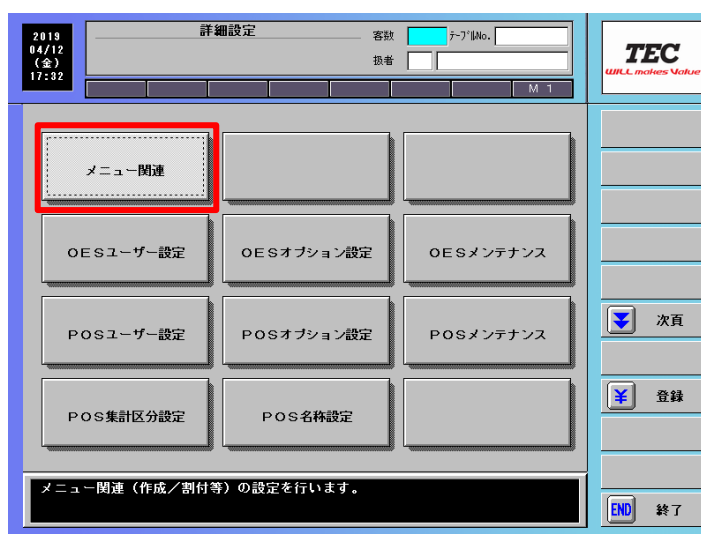 2019
04/12
(金)
17:32
詳細設定
客数
ﾃｰﾌﾞﾙNo.
扱者
M 1
TEC
WILL makes Value
メニュー関連
OESユーザー設定
OESオプション設定
OESメンテナンス
POSユーザー設定
POSオプション設定
POSメンテナンス
POS集計区分設定
POS名称設定
次頁
¥ 登録
END 終了
メニュー関連（作成／割付等）の設定を行います。